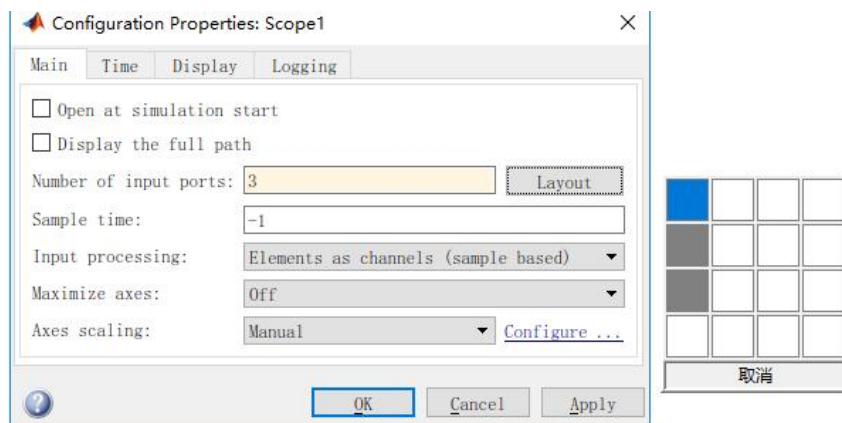 Configuration Properties: Scope1
Main Time Display Logging
Open at simulation start
Display the full path
Number of input ports: 3 Layout
Sample time: -1
Input processing: Elements as channels (sample based)
Maximize axes: Off
Axes scaling: Manual Configure ...
取消
OK Cancel Apply